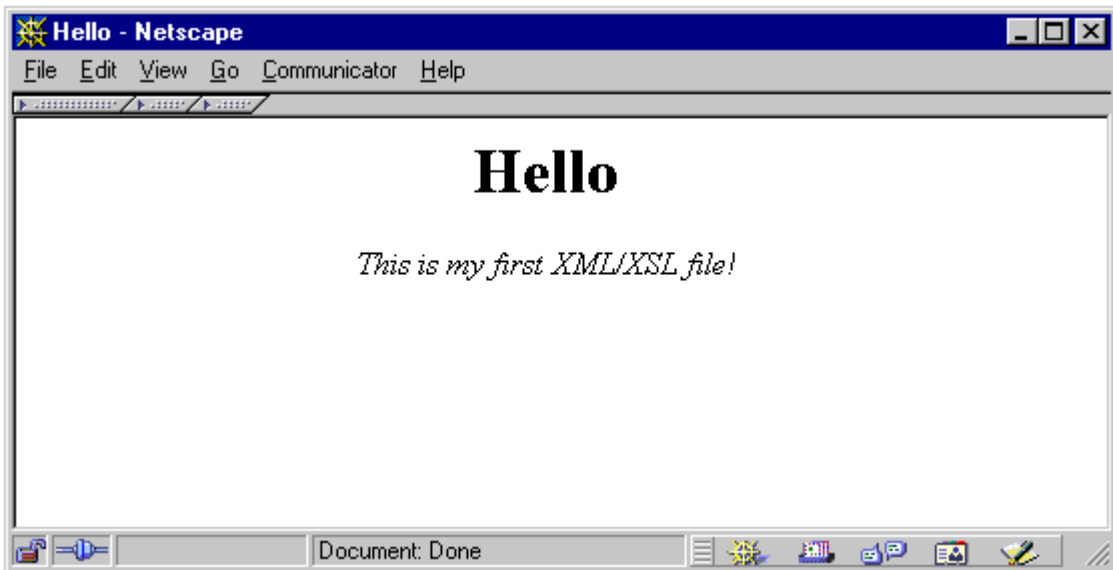 Hello - Netscape
File Edit View Go Communicator Help
Hello
This is my first XML/XSL file!
Document: Done